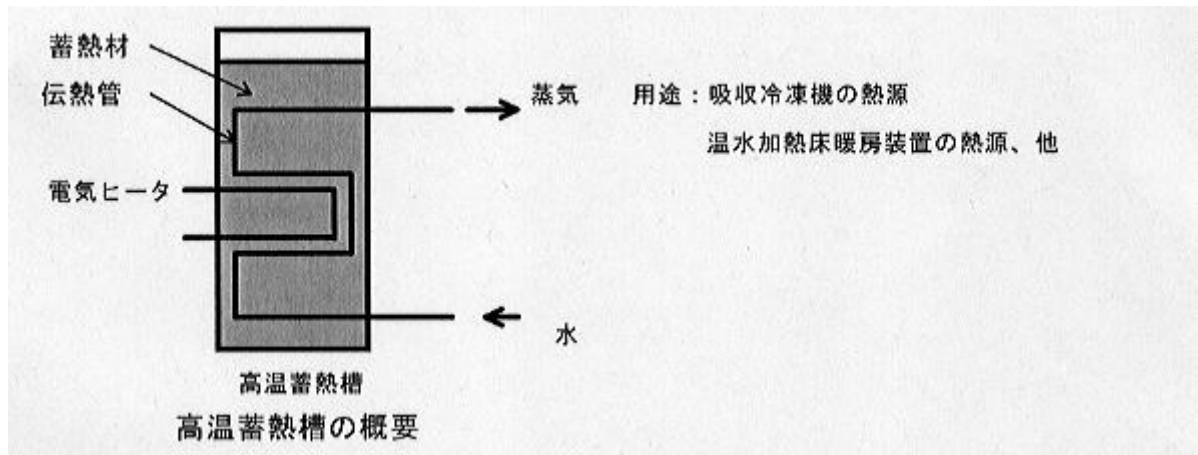 蓄熱材
伝熱管
電気ヒータ
蒸気
用途：吸収冷凍機の熱源
温水加熱床暖房装置の熱源、他
水
高温蓄熱槽
高温蓄熱槽の概要